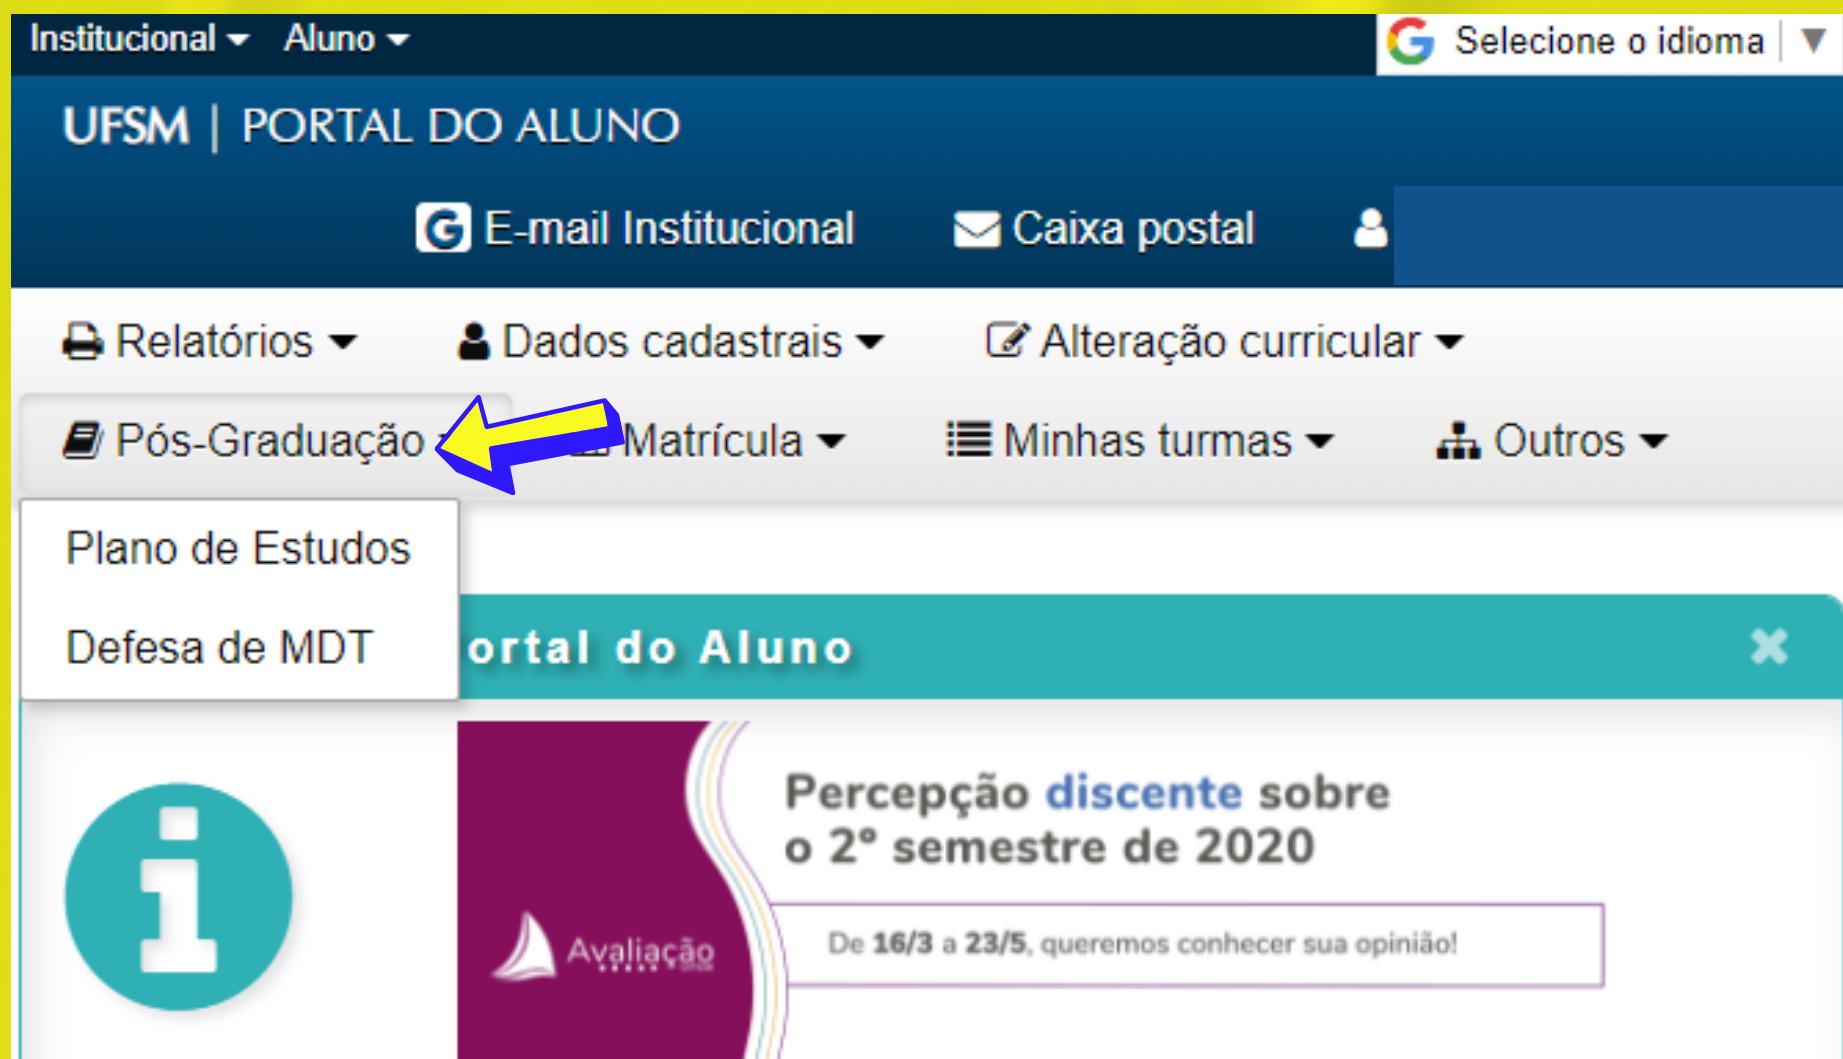 Institucional Aluno
Selecione o idioma
UFSM | PORTAL DO ALUNO
E-mail Institucional Caixa postal
Relatórios Dados cadastrais Alteração curricular
Pós-Graduação Matrícula Minhas turmas Outros
Plano de Estudos
Defesa de MDT
ortal do Aluno
Percepção discente sobre
o 2º semestre de 2020
Avaliação
De 16/3 a 23/5, queremos conhecer sua opinião!